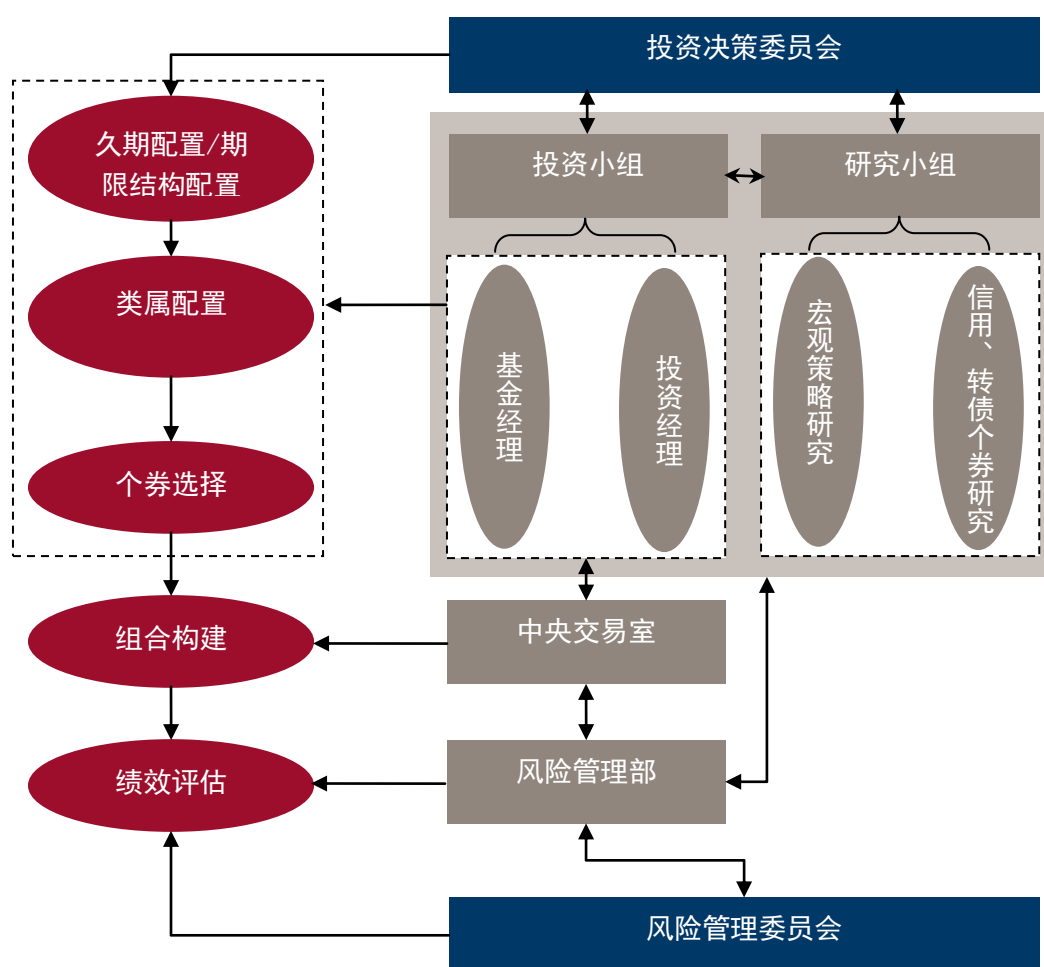 投资决策委员会
久期配置/期
限结构配置
投资小组
研究小组
类属配置
基金经理
投资经理
宏观策略研究
信用、转债个券研究
个券选择
组合构建
中央交易室
绩效评估
风险管理部
风险管理委员会